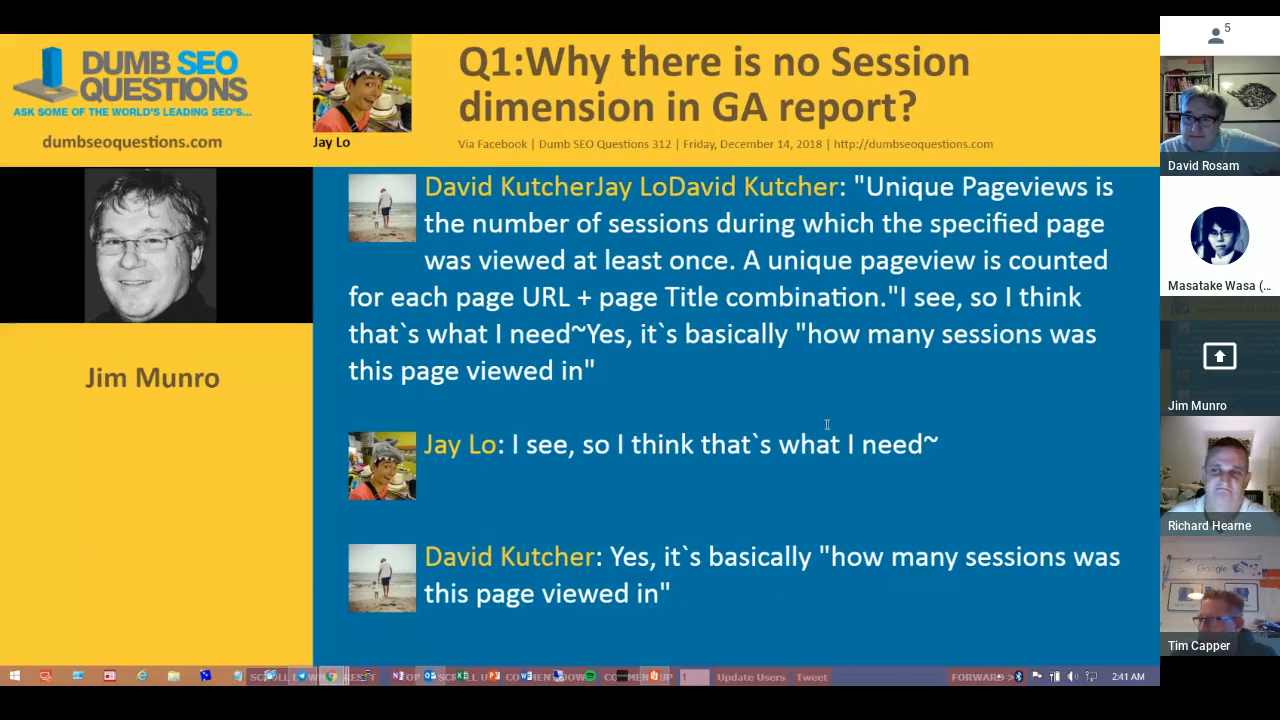 DUMB SEO
QUESTIONS
ASK SOME OF THE WORLD'S LEADING SEO'S...
dumbseoquestions.com
Jay Lo
Q1:Why there is no Session
dimension in GA report?
Via Facebook | Dumb SEO Questions 312 | Friday, December 14, 2018 | http://dumbseoquestions.com
Jim Munro
David KutcherJay LoDavid Kutcher: "Unique Pageviews is
the number of sessions during which the specified page
was viewed at least once. A unique pageview is counted
for each page URL + page Title combination."I see, so I think
that`s what I need~Yes, it`s basically "how many sessions was
this page viewed in"
Jay Lo: I see, so I think that`s what I need~
David Kutcher: Yes, it`s basically "how many sessions was
this page viewed in"
5
David Rosam
Masatake Wasa (...
Jim Munro
Richard Hearne
Google
Tim Capper
Update Users
Tweet
FORWARD >
2:41 AM